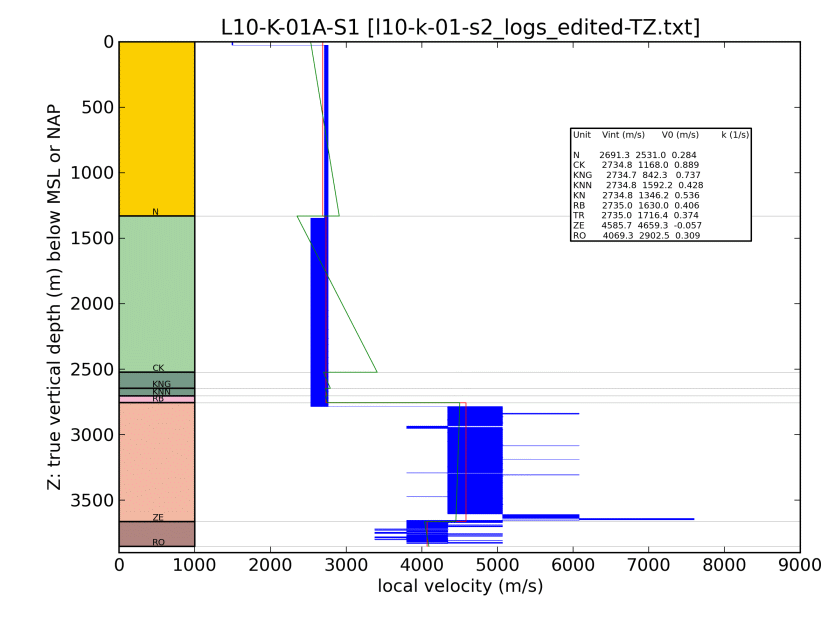 L10-K-01A-S1 [l10-k-01-s2_logs_edited-TZ.txt]
Z: true vertical depth (m) below MSL or NAP
0
500
1000
1500
2000
2500
3000
3500
N
CK
KNG
KNN
RB
ZE
RO
Unit Vint (m/s) V0 (m/s) k (1/s)
N 2691.3 2531.0 0.284
CK 2734.8 1168.0 0.889
KNG 2734.7 842.3 0.737
KNN 2734.8 1592.2 0.428
KN 2734.8 1346.2 0.536
RB 2735.0 1630.0 0.406
TR 2735.0 1716.4 0.374
ZE 4585.7 4659.3 -0.057
RO 4069.3 2902.5 0.309
0 1000 2000 3000 4000 5000 6000 7000 8000 9000
local velocity (m/s)